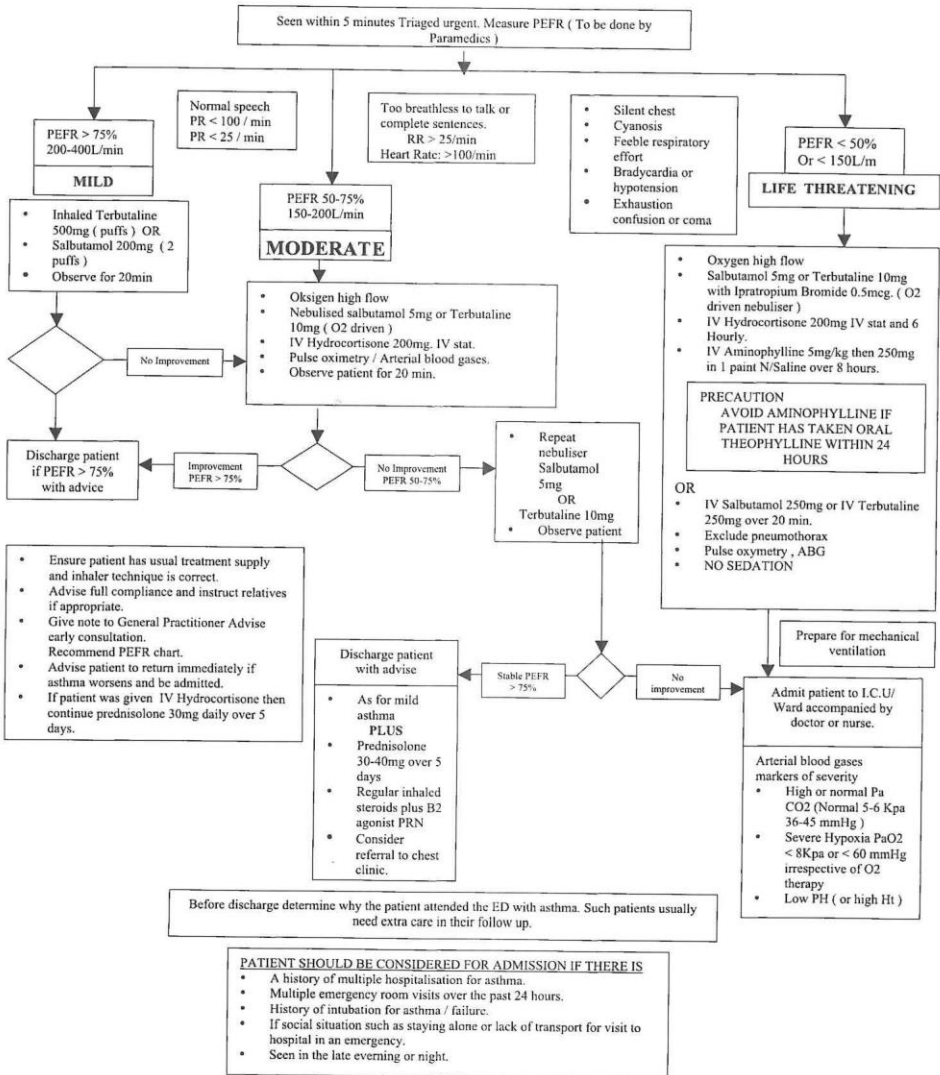 Seen within 5 minutes Triaged urgent. Measure PEFR ( To be done by
Paramedics )
PEFR > 75%
200-400L/min
MILD
Normal speech
PR < 100 / min
PR < 25 / min
Too breathless to talk or
complete sentences.
RR > 25/min
Heart Rate: >100/min
PEFR 50-75%
150-200L/min
MODERATE
• Silent chest
• Cyanosis
• Feeble respiratory
effort
• Bradycardia or
hypotension
• Exhaustion
confusion or coma
PEFR < 50%
Or < 150L/m
LIFE THREATENING
• Inhaled Terbutaline
500mg ( puffs ) OR
• Salbutamol 200mg ( 2
puffs )
• Observe for 20min
No Improvement
• Oksigen high flow
• Nebulised salbutamol 5mg or Terbutaline
10mg ( O2 driven )
• IV Hydrocortisone 200mg. IV stat.
• Pulse oximetry / Arterial blood gases.
• Observe patient for 20 min.
• Oxygen high flow
• Salbutamol 5mg or Terbutaline 10mg
with Ipratropium Bromide 0.5mcg. ( O2
driven nebuliser )
• IV Hydrocortisone 200mg IV stat and 6
Hourly.
• IV Aminophylline 5mg/kg then 250mg
in 1 paint N/Saline over 8 hours.
PRECAUTION
AVOID AMINOPHYLLINE IF
PATIENT HAS TAKEN ORAL
THEOPHYLLINE WITHIN 24
HOURS
OR
• IV Salbutamol 250mg or IV Terbutaline
250mg over 20 min.
• Exclude pneumothorax
• Pulse oxymetry , ABG
• NO SEDATION
Discharge patient
if PEFR > 75%
with advice
Improvement
PEFR > 75%
No Improvement
PEFR 50-75%
• Repeat
nebuliser
Salbutamol
5mg
OR
Terbutaline 10mg
• Observe patient
• Ensure patient has usual treatment supply
and inhaler technique is correct.
• Advise full compliance and instruct relatives
if appropriate.
• Give note to General Practitioner Advise
early consultation.
Recommend PEFR chart.
• Advise patient to return immediately if
asthma worsens and be admitted.
• If patient was given IV Hydrocortisone then
continue prednisolone 30mg daily over 5
days.
Discharge patient
with advise
• As for mild
asthma
PLUS
• Prednisolone
30-40mg over 5
days
• Regular inhaled
steroids plus B2
agonist PRN
• Consider
referral to chest
clinic.
Stable PEFR
> 75%
No
improvement
Prepare for mechanical
ventilation
Admit patient to I.C.U/
Ward accompanied by
doctor or nurse.
Arterial blood gases
markers of severity
• High or normal Pa
CO2 (Normal 5-6 Kpa
36-45 mmHg )
• Severe Hypoxia PaO2
< 8Kpa or < 60 mmHg
irrespective of O2
therapy
• Low PH ( or high Ht )
Before discharge determine why the patient attended the ED with asthma. Such patients usually
need extra care in their follow up.
PATIENT SHOULD BE CONSIDERED FOR ADMISSION IF THERE IS
• A history of multiple hospitalisation for asthma.
• Multiple emergency room visits over the past 24 hours.
• History of intubation for asthma / failure.
• If social situation such as staying alone or lack of transport for visit to
hospital in an emergency.
• Seen in the late everning or night.